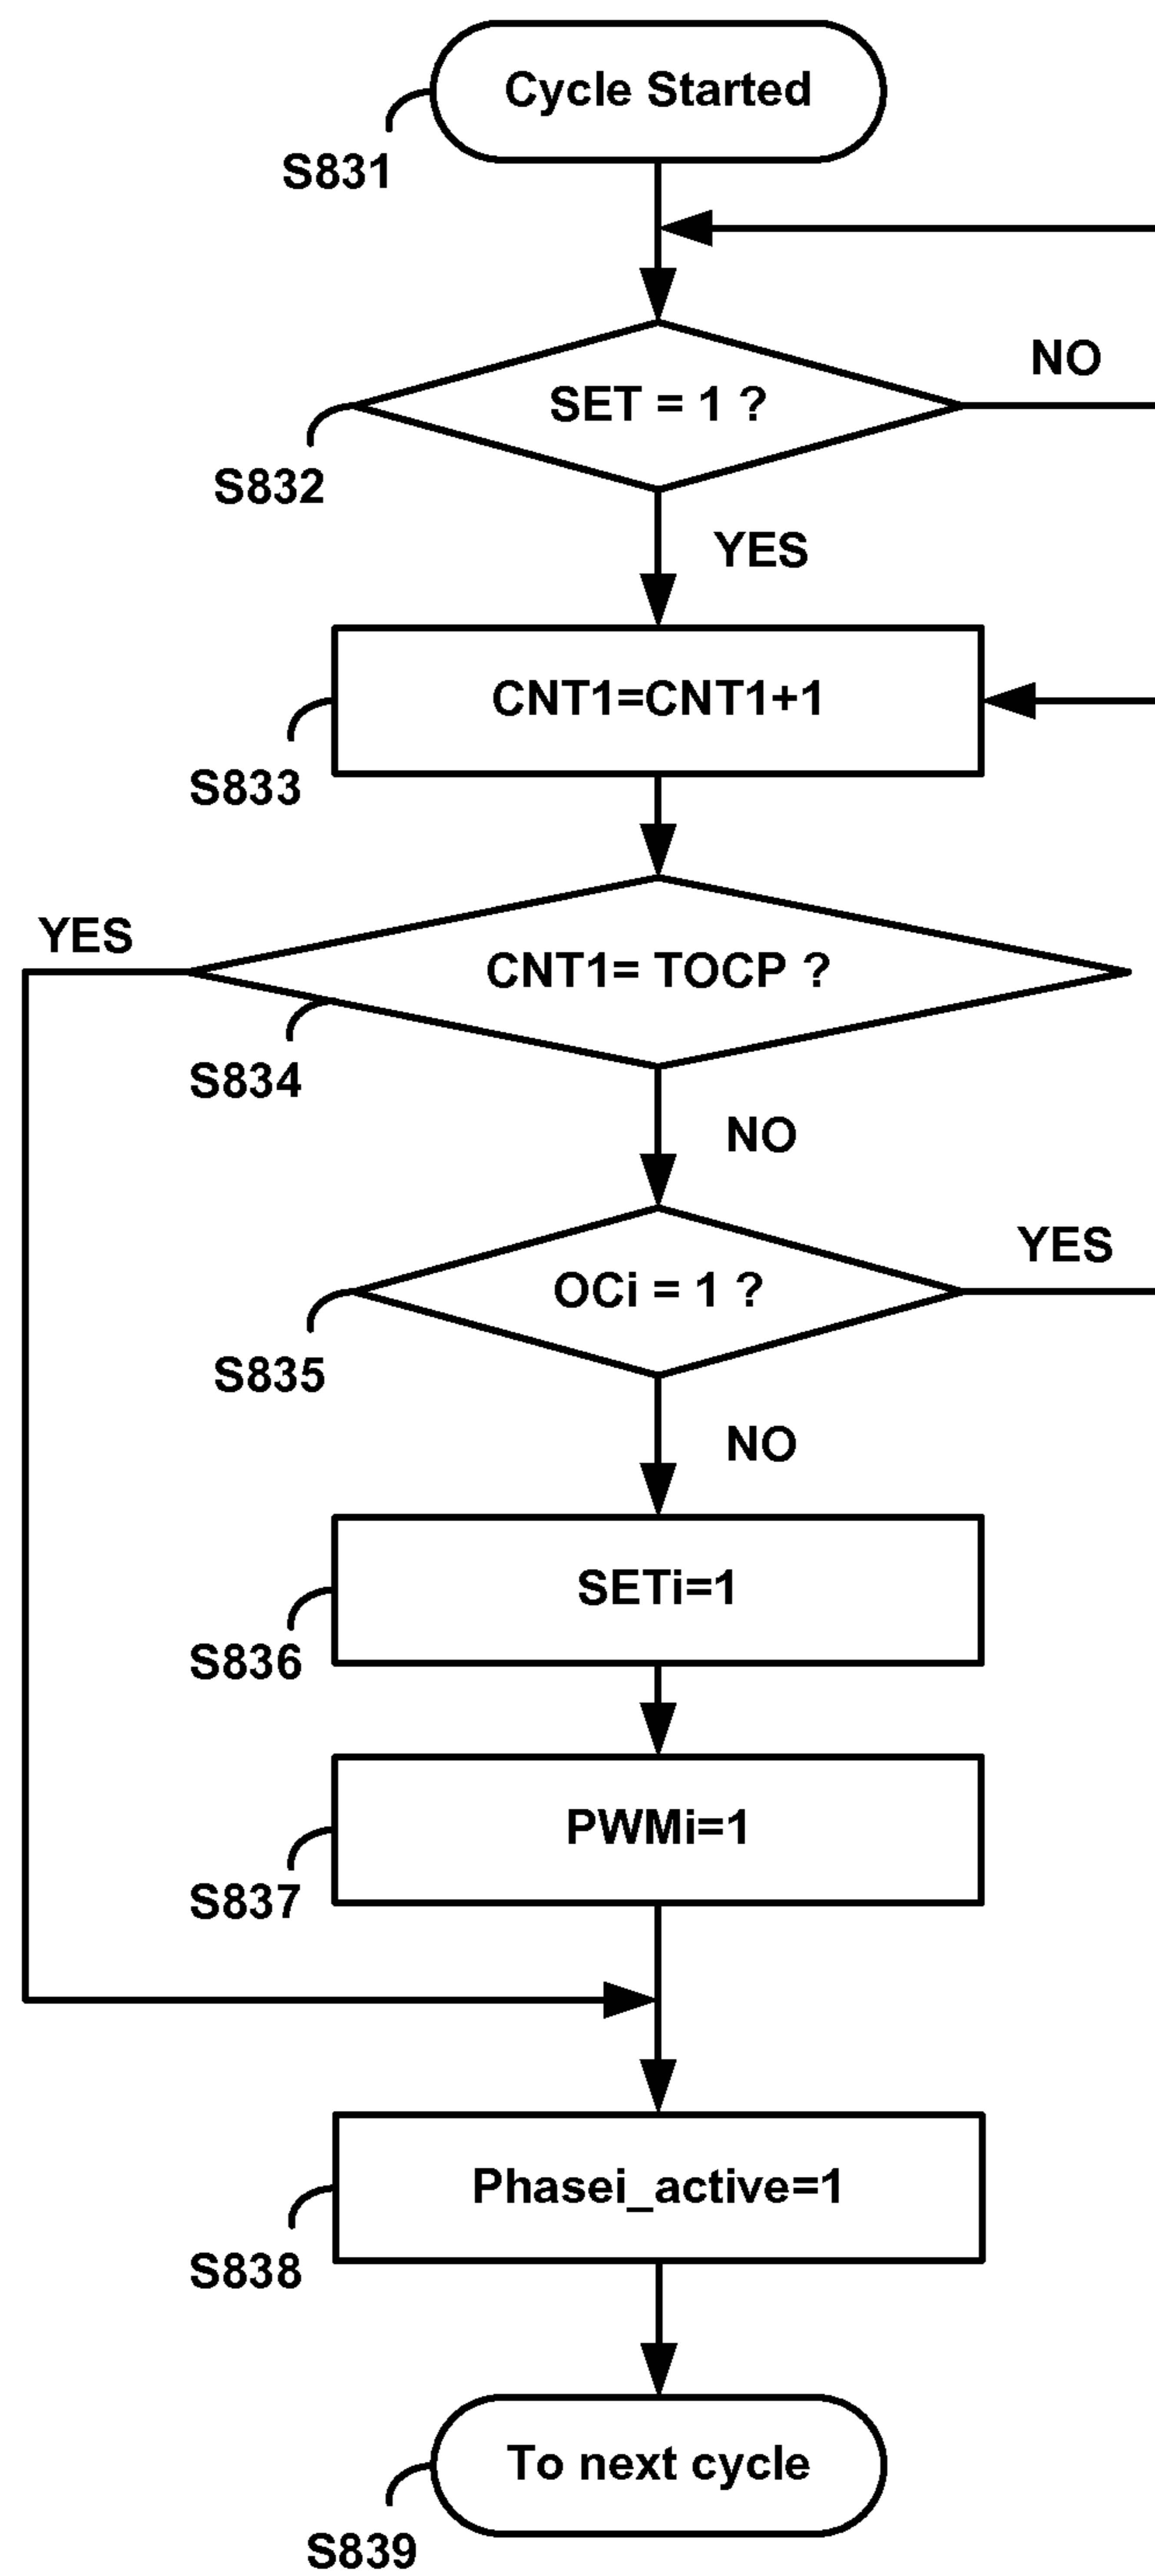 Cycle Started
S831
SET = 1 ?
NO
S832
YES
CNT1=CNT1+1
S833
YES
CNT1= TOCP ?
S834
NO
OCi = 1 ?
YES
S835
NO
SETi=1
S836
PWMi=1
S837
Phasei_active=1
S838
To next cycle
S839